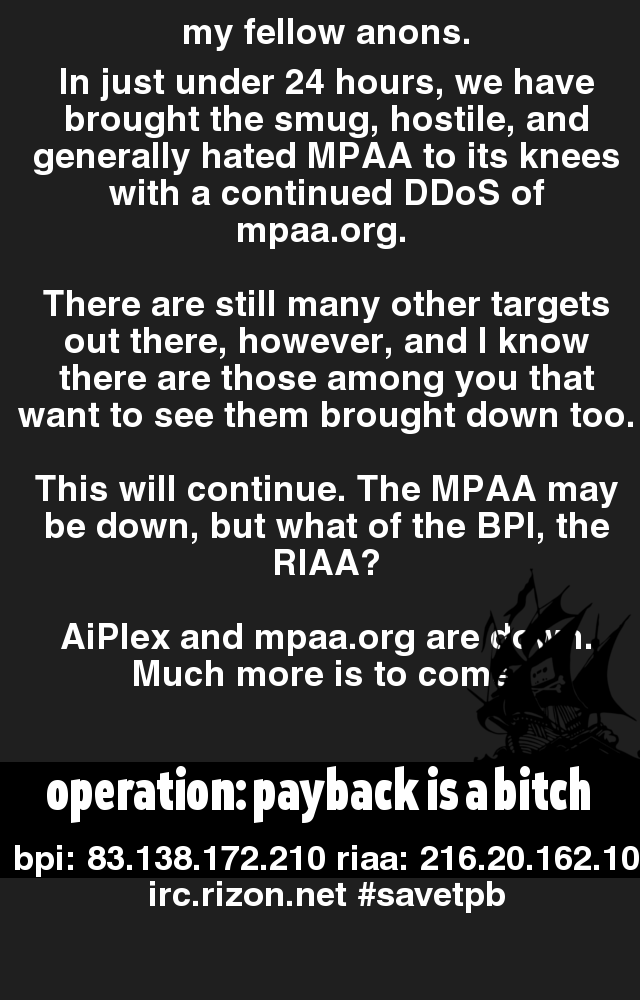 my fellow anons.
In just under 24 hours, we have
brought the smug, hostile, and
generally hated MPAA to its knees
with a continued DDoS of
mpaa.org.
There are still many other targets
out there, however, and I know
there are those among you that
want to see them brought down too.
This will continue. The MPAA may
be down, but what of the BPI, the
RIAA?
AiPlex and mpaa.org are down.
Much more is to come
operation: payback is a bitch
bpi: 83.138.172.210 riaa: 216.20.162.10
irc.rizon.net #savetpb